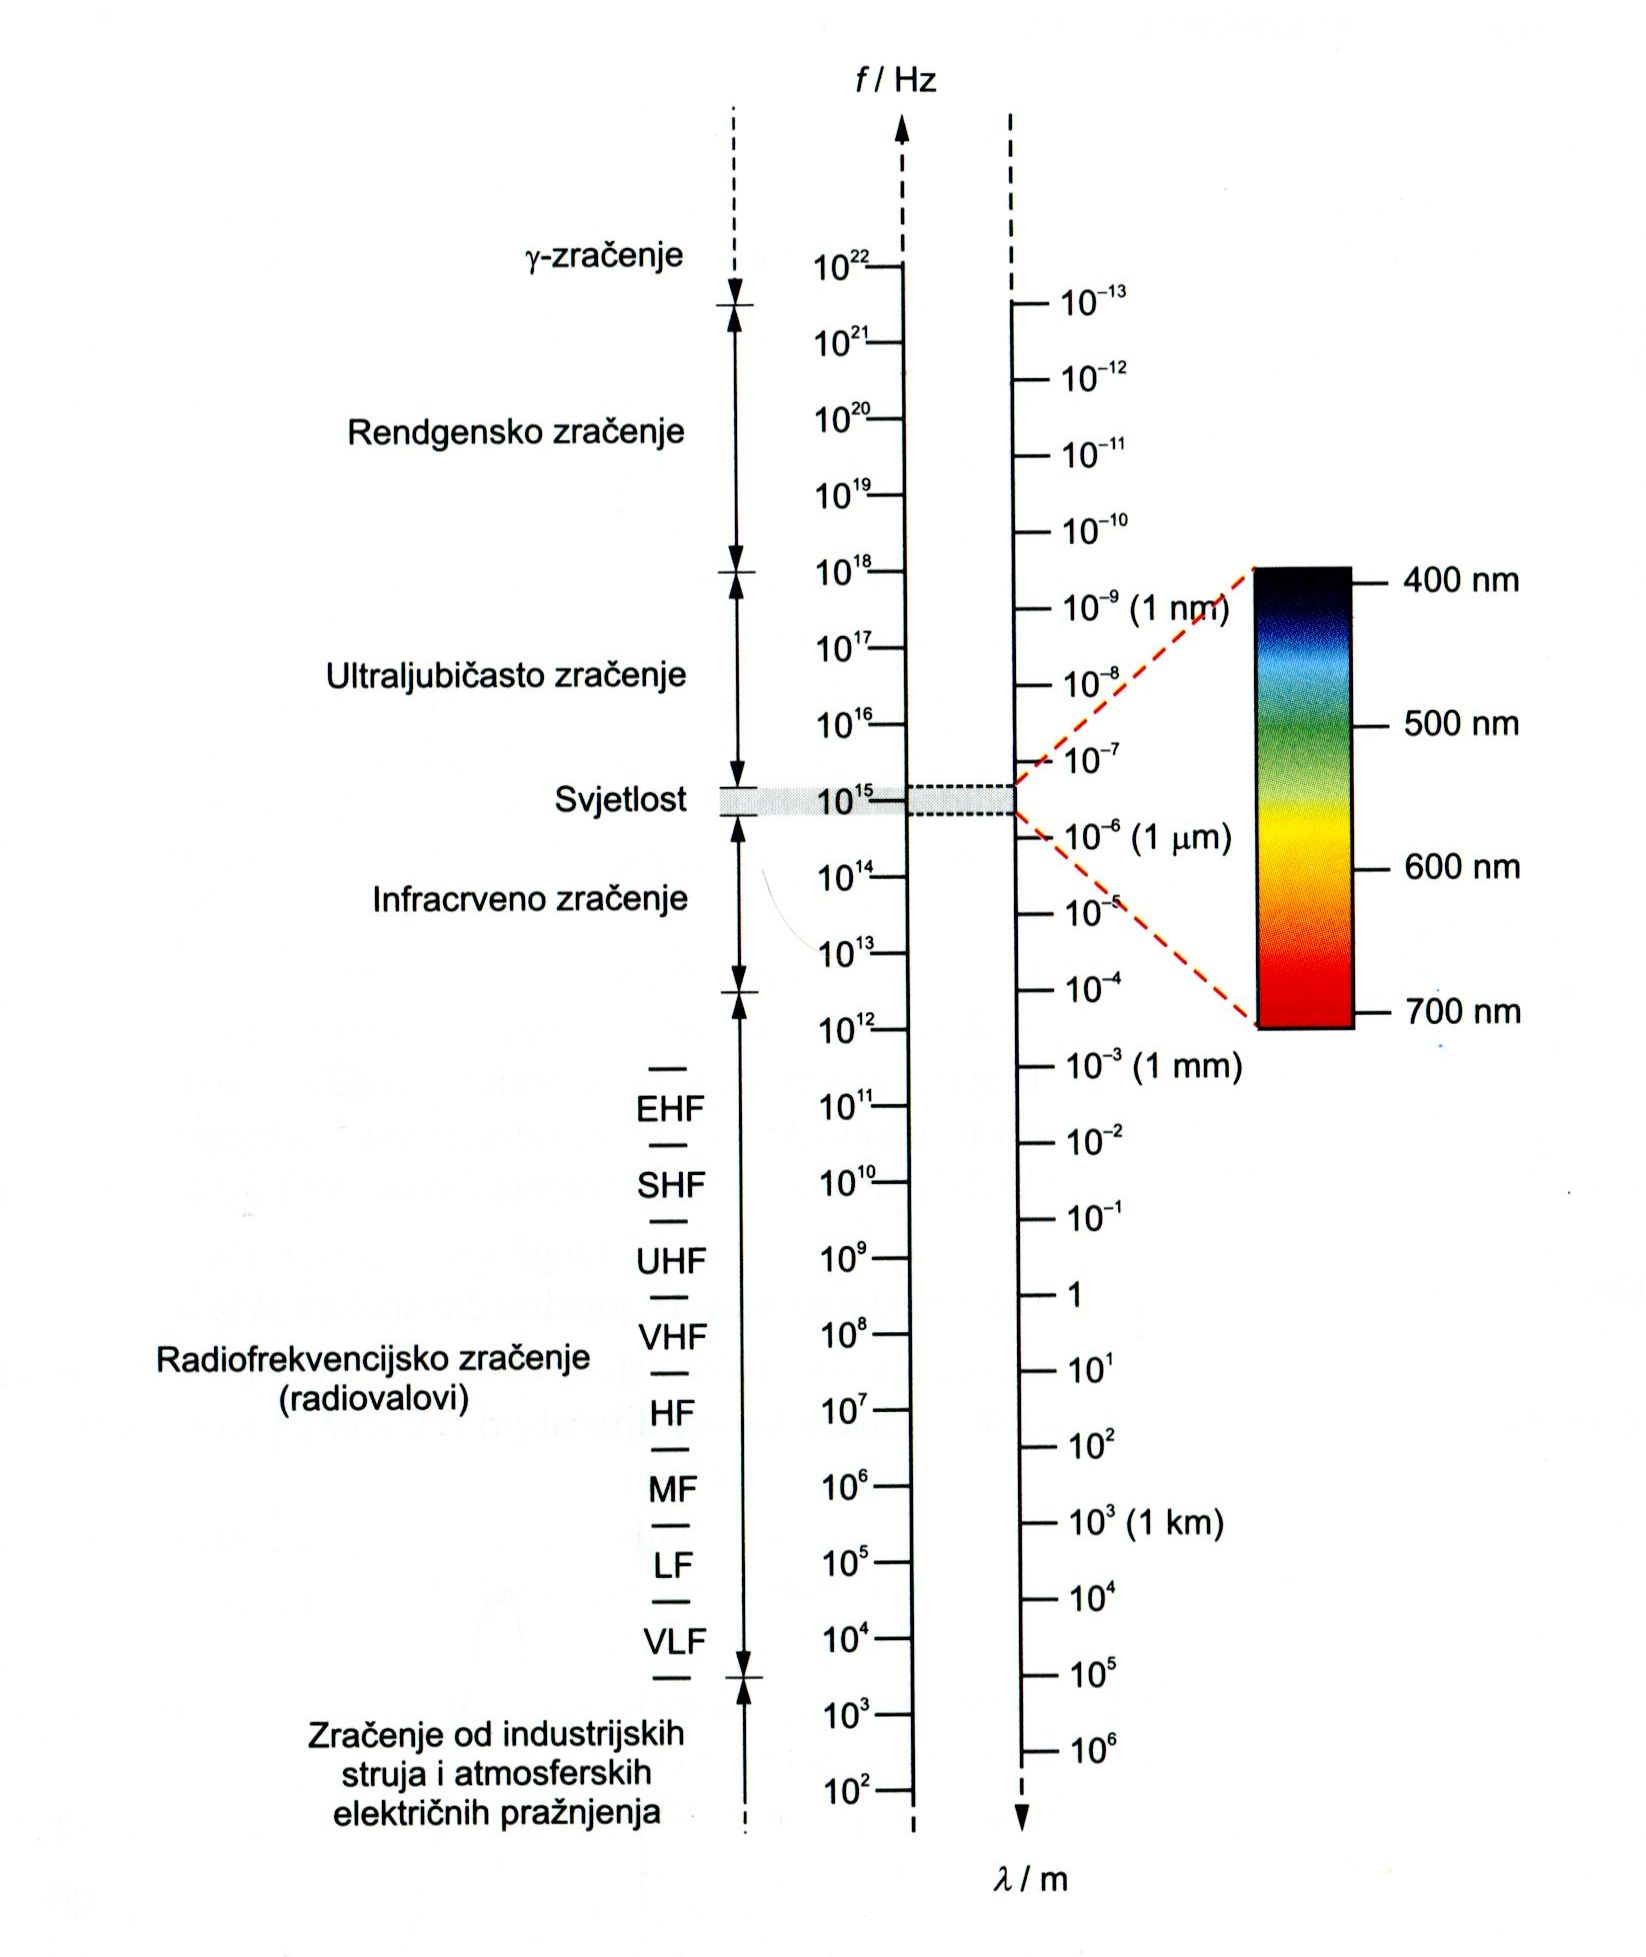 f / Hz
γ-zračenje
Rendgensko zračenje
Ultraljubičasto zračenje
Svjetlost
Infracrveno zračenje
EHF
SHF
UHF
VHF
Radiofrekvencijsko zračenje
(radiovalovi)
HF
MF
LF
VLF
Zračenje od industrijskih
struja i atmosferskih
električnih pražnjenja
10²²
10²¹
10²⁰
10¹⁹
10¹⁸
10¹⁷
10¹⁶
10¹⁵
10¹⁴
10¹³
10¹²
10¹¹
10¹⁰
10⁹
10⁸
10⁷
10⁶
10⁵
10⁴
10³
10²
10⁻¹³
10⁻¹²
10⁻¹¹
10⁻¹⁰
10⁻⁹ (1 nm)
10⁻⁸
10⁻⁷
10⁻⁶ (1 μm)
10⁻⁵
10⁻⁴
10⁻³ (1 mm)
10⁻²
10⁻¹
1
10¹
10²
10³ (1 km)
10⁴
10⁵
10⁶
λ / m
400 nm
500 nm
600 nm
700 nm